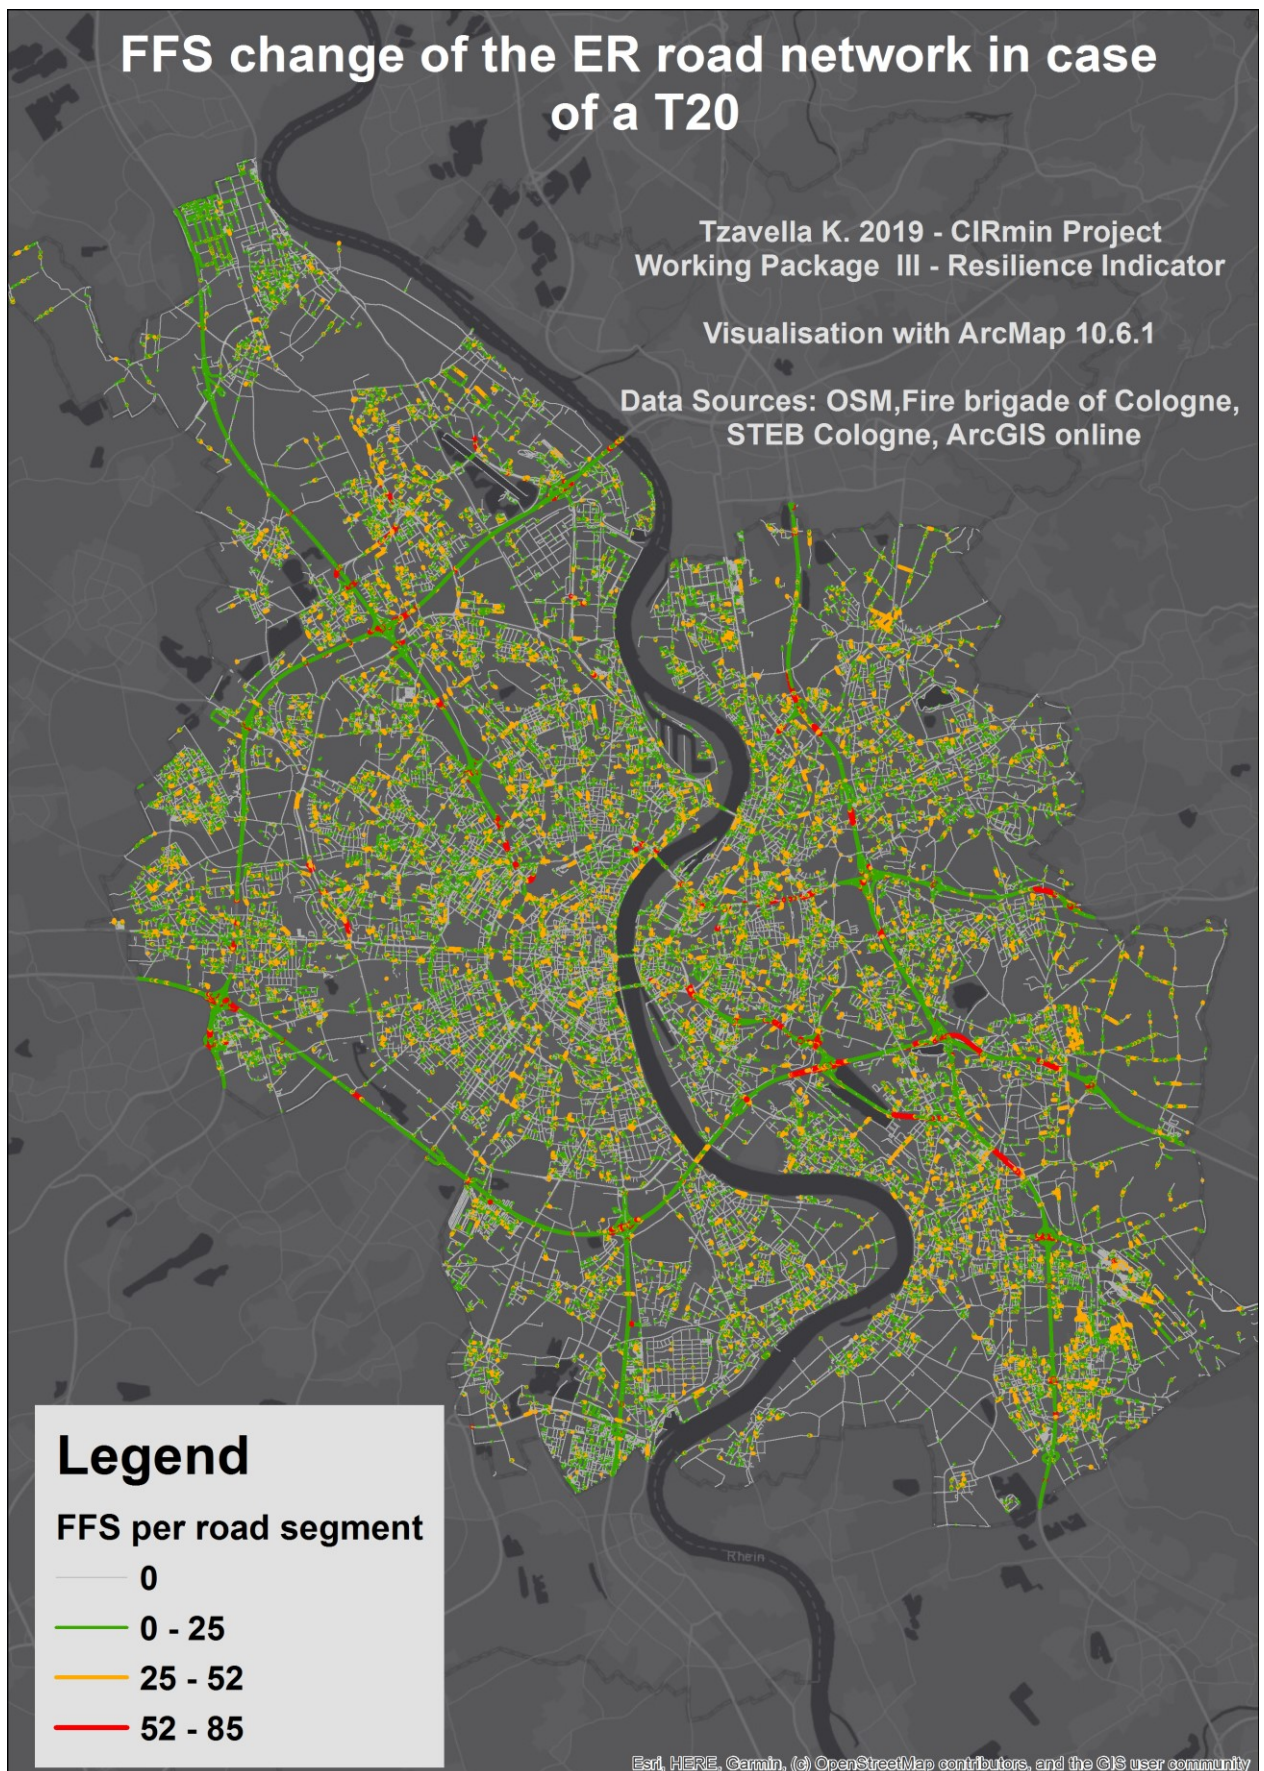 FFS change of the ER road network in case
of a T20
Tzavella K. 2019 - CIRmin Project
Working Package  III - Resilience Indicator
Visualisation with ArcMap 10.6.1
Data Sources: OSM,Fire brigade of Cologne,
STEB Cologne, ArcGIS online
Rhein
Legend
FFS per road segment
0
0 - 25
25 - 52
52 - 85
Esri, HERE, Garmin, (c) OpenStreetMap contributors, and the GIS user community